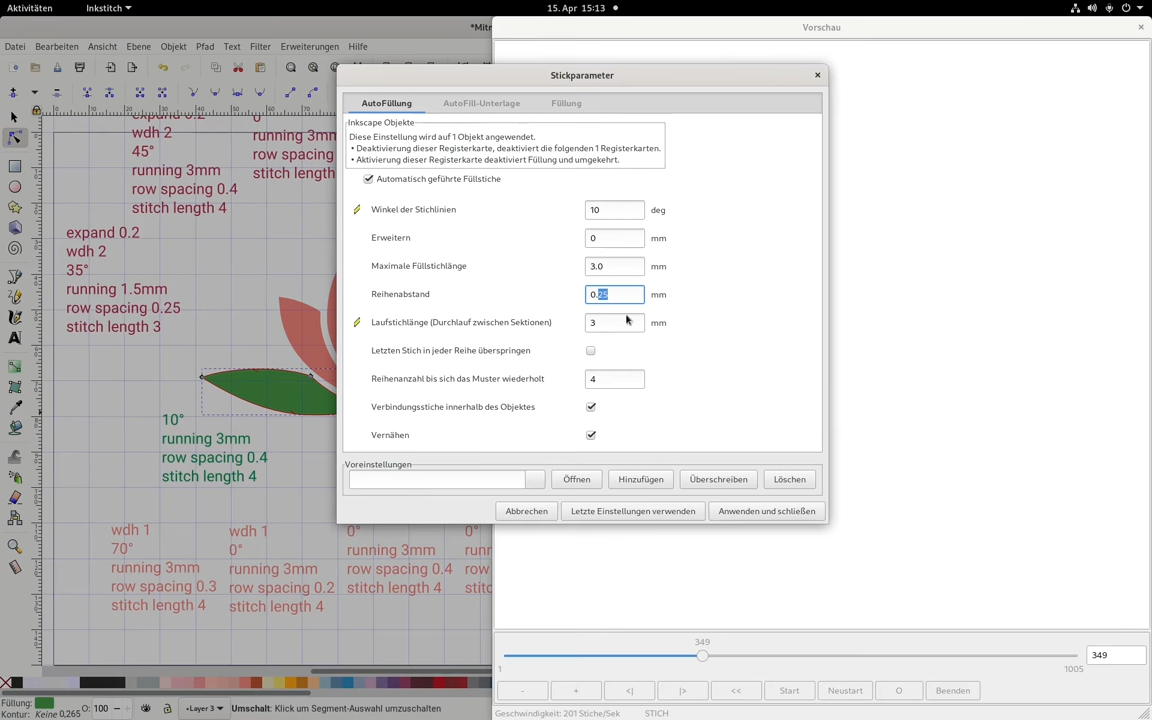 Aktivitäten
Inkstitch
15. Apr 15:13
*Mitn
Vorschau
Datei Bearbeiten Ansicht Ebene Objekt Pfad Text Filter Erweiterungen Hilfe
Stickparameter
AutoFüllung AutoFill-Unterlage Füllung
Inkscape Objekte
Diese Einstellung wird auf 1 Objekt angewendet.
• Deaktivierung dieser Registerkarte, deaktiviert die folgenden 1 Registerkarten.
• Aktivierung dieser Registerkarte deaktiviert Füllung und umgekehrt.
Automatisch geführte Füllstiche
Winkel der Stichlinien 10 deg
Erweitern 0 mm
Maximale Füllstichlänge 3.0 mm
Reihenabstand 0.25 mm
Laufstichlänge (Durchlauf zwischen Sektionen) 3 mm
Letzten Stich in jeder Reihe überspringen
Reihenanzahl bis sich das Muster wiederholt 4
Verbindungsstiche innerhalb des Objektes
Vernähen
Voreinstellungen
Öffnen Hinzufügen Überschreiben Löschen
Abbrechen Letzte Einstellungen verwenden Anwenden und schließen
expand 0.2
wdh 2
45°
running 3mm
row spacing 0.4
stitch length 4
0°
running 3mm
row spacing
stitch length
expand 0.2
wdh 2
35°
running 1.5mm
row spacing 0.25
stitch length 3
10°
running 3mm
row spacing 0.4
stitch length 4
wdh 1
70°
running 3mm
row spacing 0.3
stitch length 4
wdh 1
0°
running 3mm
row spacing 0.2
stitch length 4
0°
running 3mm
row spacing 0.4
stitch length 4
0°
runn
row
stitc
349
1 1005
349
- + <| |> << Start Neustart O Beenden
Geschwindigkeit: 201 Stiche/Sek STICH
Füllung:
Kontur: Keine 0,265
O: 100 − +
•Layer 3
Umschalt: Klick um Segment-Auswahl umzuschalten